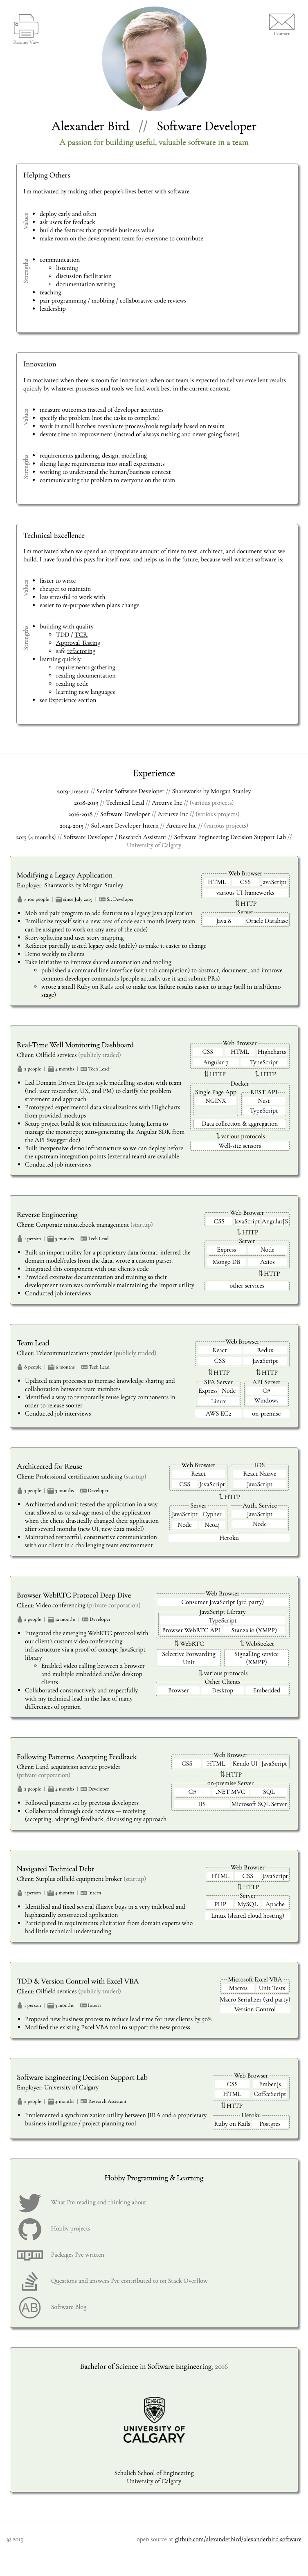 Resume View
Contact
Alexander Bird // Software Developer
A passion for building useful, valuable software in a team
Helping Others
I'm motivated by making other people's lives better with software.
Values
deploy early and often
ask users for feedback
build the features that provide business value
make room on the development team for everyone to contribute
Strengths
communication
listening
discussion facilitation
documentation writing
teaching
pair programming / mobbing / collaborative code reviews
leadership
Innovation
I'm motivated when there is room for innovation: when our team is expected to deliver excellent results
quickly by whatever processes and tools we find work best in the current context.
Values
measure outcomes instead of developer activities
specify the problem (not the tasks to complete)
work in small batches; reevaluate process/tools regularly based on results
devote time to improvement (instead of always rushing and never going faster)
Strengths
requirements gathering, design, modelling
slicing large requirements into small experiments
working to understand the human/business context
communicating the problem to everyone on the team
Technical Excellence
I'm motivated when we spend an appropriate amount of time to test, architect, and document what we
build. I have found this pays for itself now, and helps us in the future, because well-written software is:
Values
faster to write
cheaper to maintain
less stressful to work with
easier to re-purpose when plans change
Strengths
building with quality
TDD / TCR
Approval Testing
safe refactoring
learning quickly
requirements gathering
reading documentation
reading code
learning new languages
see Experience section
Experience
2019-present // Senior Software Developer // Shareworks by Morgan Stanley
2018-2019 // Technical Lead // Arcurve Inc // (various projects)
2016-2018 // Software Developer // Arcurve Inc // (various projects)
2014-2015 // Software Developer Intern // Arcurve Inc // (various projects)
2013 (4 months) // Software Developer / Research Assistant // Software Engineering Decision Support Lab //
University of Calgary
Modifying a Legacy Application
Employer: Shareworks by Morgan Stanley
~ 100 people | since July 2019 | Sr. Developer
Mob and pair program to add features to a legacy Java application
Familiarize myself with a new area of code each month (every team
can be assigned to work on any area of the code)
Story-splitting and user story mapping
Refactor partially tested legacy code (safely) to make it easier to change
Demo weekly to clients
Take initiative to improve shared automation and tooling
published a command line interface (with tab completion) to abstract, document, and improve
common developer commands (people actually use it and submit PRs)
wrote a small Ruby on Rails tool to make test failure results easier to triage (still in trial/demo
stage)
Web Browser
HTML CSS JavaScript
various UI frameworks
⇅ HTTP
Server
Java 8 Oracle Database
Real-Time Well Monitoring Dashboard
Client: Oilfield services (publicly traded)
2 people | 4 months | Tech Lead
Led Domain Driven Design style modelling session with team
(incl. user researcher, UX, and PM) to clarify the problem
statement and approach
Prototyped experimental data visualizations with Highcharts
from provided mockups
Setup project build & test infrastructure (using Lerna to
manage the monorepo, auto-generating the Angular SDK from
the API Swagger doc)
Built inexpensive demo infrastructure so we can deploy before
the upstream integration points (external team) are available
Conducted job interviews
Web Browser
CSS HTML Highcharts
Angular 7 TypeScript
⇅ HTTP ⇅ HTTP
Docker
Single Page App REST API
NGINX Nest
TypeScript
Data collection & aggregation
⇅ various protocols
Well-site sensors
Reverse Engineering
Client: Corporate minutebook management (startup)
1 person | 5 months | Tech Lead
Built an import utility for a proprietary data format: inferred the
domain model/rules from the data, wrote a custom parser.
Integrated this component with our client's code
Provided extensive documentation and training so their
development team was comfortable maintaining the import utility
Conducted job interviews
Web Browser
CSS JavaScript AngularJS
⇅ HTTP
Server
Express Node
Mongo DB Axios
⇅ HTTP
other services
Team Lead
Client: Telecommunications provider (publicly traded)
8 people | 6 months | Tech Lead
Updated team processes to increase knowledge sharing and
collaboration between team members
Identified a way to temporarily reuse legacy components in
order to release sooner
Conducted job interviews
Web Browser
React Redux
CSS JavaScript
⇅ HTTP ⇅ HTTP
SPA Server API Server
Express Node C#
Linux Windows
AWS EC2 on-premise
Architected for Reuse
Client: Professional certification auditing (startup)
3 people | 5 months | Developer
Architected and unit tested the application in a way
that allowed us to salvage most of the application
when the client drastically changed their application
after several months (new UI, new data model)
Maintained respectful, constructive communication
with our client in a challenging team environment
Web Browser iOS
React React Native
CSS JavaScript JavaScript
⇅ HTTP
Server Auth. Service
JavaScript Cypher JavaScript
Node Neo4j Node
Heroku
Browser WebRTC Protocol Deep Dive
Client: Video conferencing (private corporation)
2 people | 12 months | Developer
Integrated the emerging WebRTC protocol with
our client's custom video conferencing
infrastructure via a proof-of-concept JavaScript
library
Enabled video calling between a browser
and multiple embedded and/or desktop
clients
Collaborated constructively and respectfully
with my technical lead in the face of many
differences of opinion
Web Browser
Consumer JavaScript (3rd party)
JavaScript Library
TypeScript
Browser WebRTC API Stanza.io (XMPP)
⇅ WebRTC ⇅ WebSocket
Selective Forwarding Signalling service
Unit (XMPP)
⇅ various protocols
Other Clients
Browser Desktop Embedded
Following Patterns; Accepting Feedback
Client: Land acquisition service provider
(private corporation)
2 people | 4 months | Developer
Followed patterns set by previous developers
Collaborated through code reviews — receiving
(accepting, adopting) feedback, discussing my approach
Web Browser
CSS HTML Kendo UI JavaScript
⇅ HTTP
on-premise Server
C# .NET MVC SQL
IIS Microsoft SQL Server
Navigated Technical Debt
Client: Surplus oilfield equipment broker (startup)
1 person | 4 months | Intern
Identified and fixed several illusive bugs in a very indebted and
haphazardly constructed application
Participated in requirements elicitation from domain experts who
had little technical understanding
Web Browser
HTML CSS JavaScript
⇅ HTTP
Server
PHP MySQL Apache
Linux (shared cloud hosting)
TDD & Version Control with Excel VBA
Client: Oilfield services (publicly traded)
1 person | 3 months | Intern
Proposed new business process to reduce lead time for new clients by 50%
Modified the existing Excel VBA tool to support the new process
Microsoft Excel VBA
Macros Unit Tests
Macro Serializer (3rd party)
Version Control
Software Engineering Decision Support Lab
Employer: University of Calgary
2 people | 4 months | Research Assistant
Implemented a synchronization utility between JIRA and a proprietary
business intelligence / project planning tool
Web Browser
CSS Ember.js
HTML CoffeeScript
⇅ HTTP
Heroku
Ruby on Rails Postgres
Hobby Programming & Learning
What I'm reading and thinking about
Hobby projects
Packages I've written
Questions and answers I've contributed to on Stack Overflow
AB Software Blog
Bachelor of Science in Software Engineering, 2016
UNIVERSITY OF
CALGARY
Schulich School of Engineering
University of Calgary
© 2019 open source at github.com/alexanderbird/alexanderbird.software